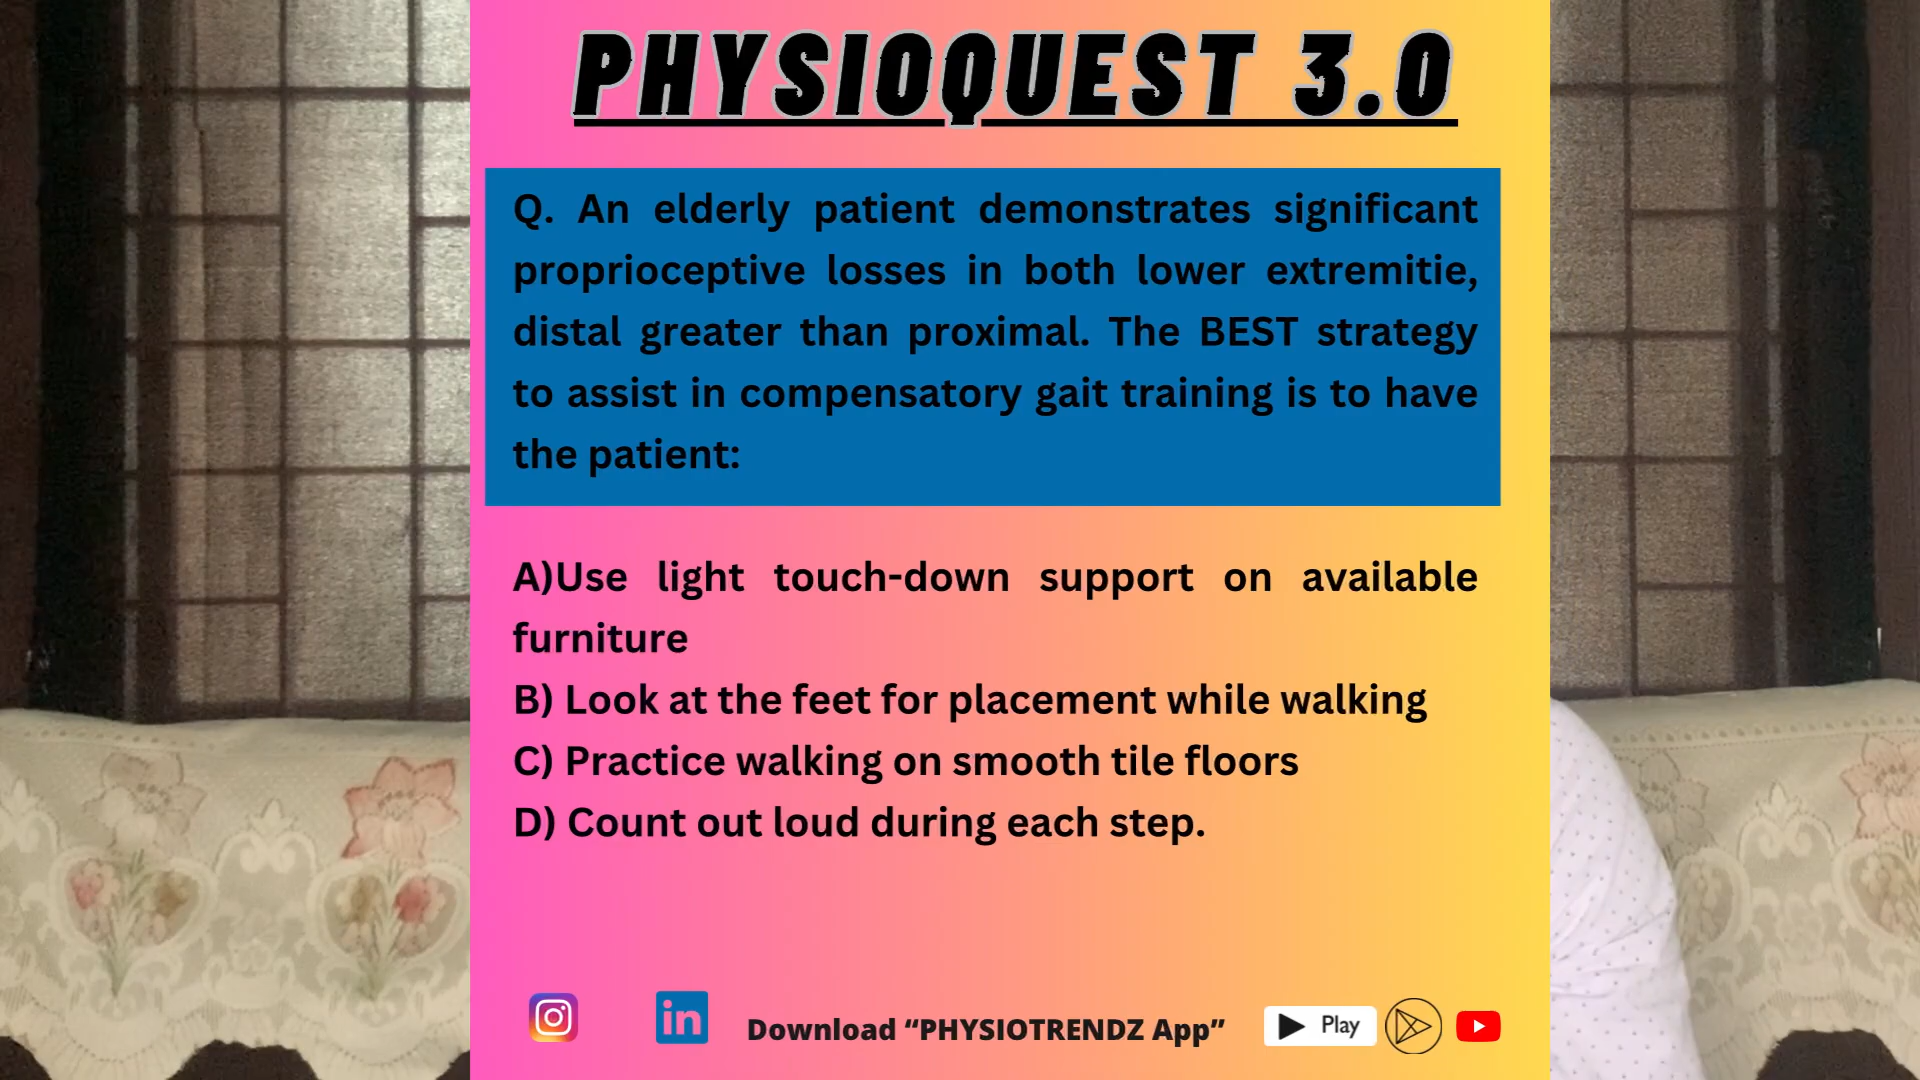 PHYSIOQUEST 3.0
Q. An elderly patient demonstrates significant
proprioceptive losses in both lower extremitie,
distal greater than proximal. The BEST strategy
to assist in compensatory gait training is to have
the patient:
A)Use light touch-down support on available
furniture
B) Look at the feet for placement while walking
C) Practice walking on smooth tile floors
D) Count out loud during each step.
in
Download “PHYSIOTRENDZ App”
Play